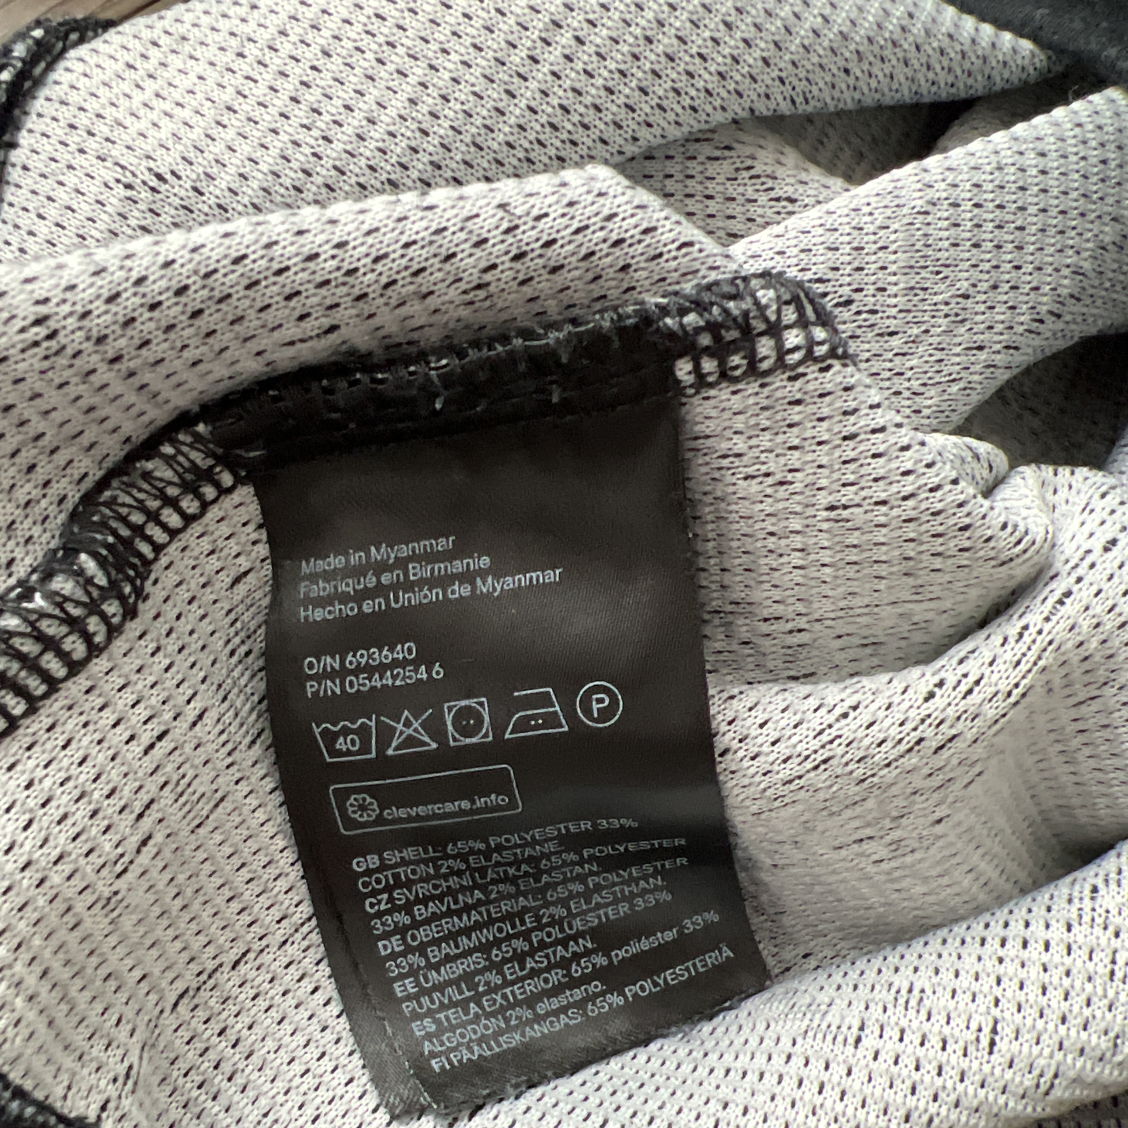 Made in Myanmar
Fabriqué en Birmanie
Hecho en Unión de Myanmar
O/N 693640
P/N 0544254 6
40 P
clevercare.info
GB SHELL: 65% POLYESTER 33%
COTTON 2% ELASTANE.
CZ SVRCHNÍ LÁTKA: 65% POLYESTER
33% BAVLNA 2% ELASTAN.
DE OBERMATERIAL: 65% POLYEST
33% BAUMWOLLE 2% ELASTHAN.
EE ÜMBRIS: 65% POLÜESTER 33%
PUUVILL 2% ELASTAAN.
ES TELA EXTERIOR: 65% poliéster 33%
ALGODÓN 2% elastano.
FI PÄÄLLISKANGAS: 65% POLYESTERIÄ